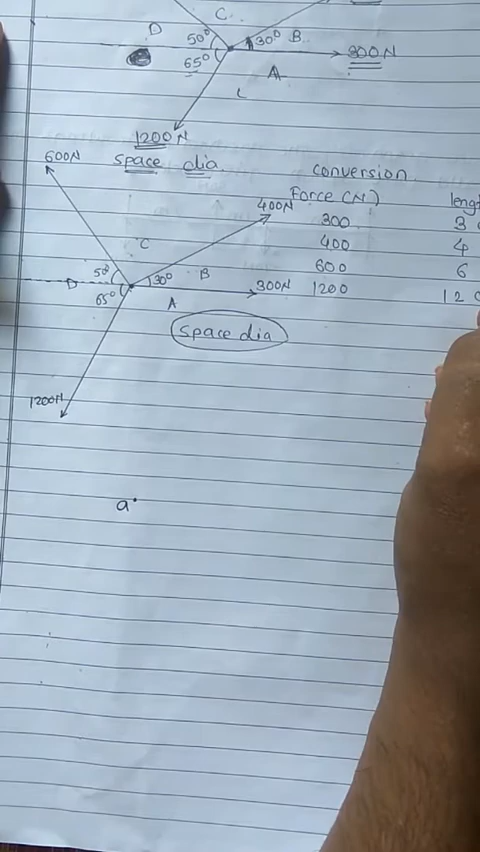 C
D 50° 30° B
300N
65° A
1200N
Space dia
600N
conversion
Force (N)
400N
300 3
C
400 4
600 6
50 B
D 30°
300N 1200 12
65° A
Space dia
1200N
a